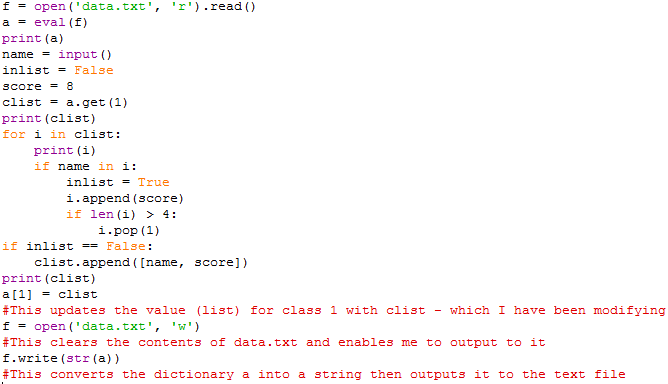 f = open('data.txt', 'r').read()
a = eval(f)
print(a)
name = input()
inlist = False
score = 8
clist = a.get(1)
print(clist)
for i in clist:
    print(i)
    if name in i:
        inlist = True
        i.append(score)
        if len(i) > 4:
            i.pop(1)
if inlist == False:
    clist.append([name, score])
print(clist)
a[1] = clist
#This updates the value (list) for class 1 with clist - which I have been modifying
f = open('data.txt', 'w')
#This clears the contents of data.txt and enables me to output to it
f.write(str(a))
#This converts the dictionary a into a string then outputs it to the text file